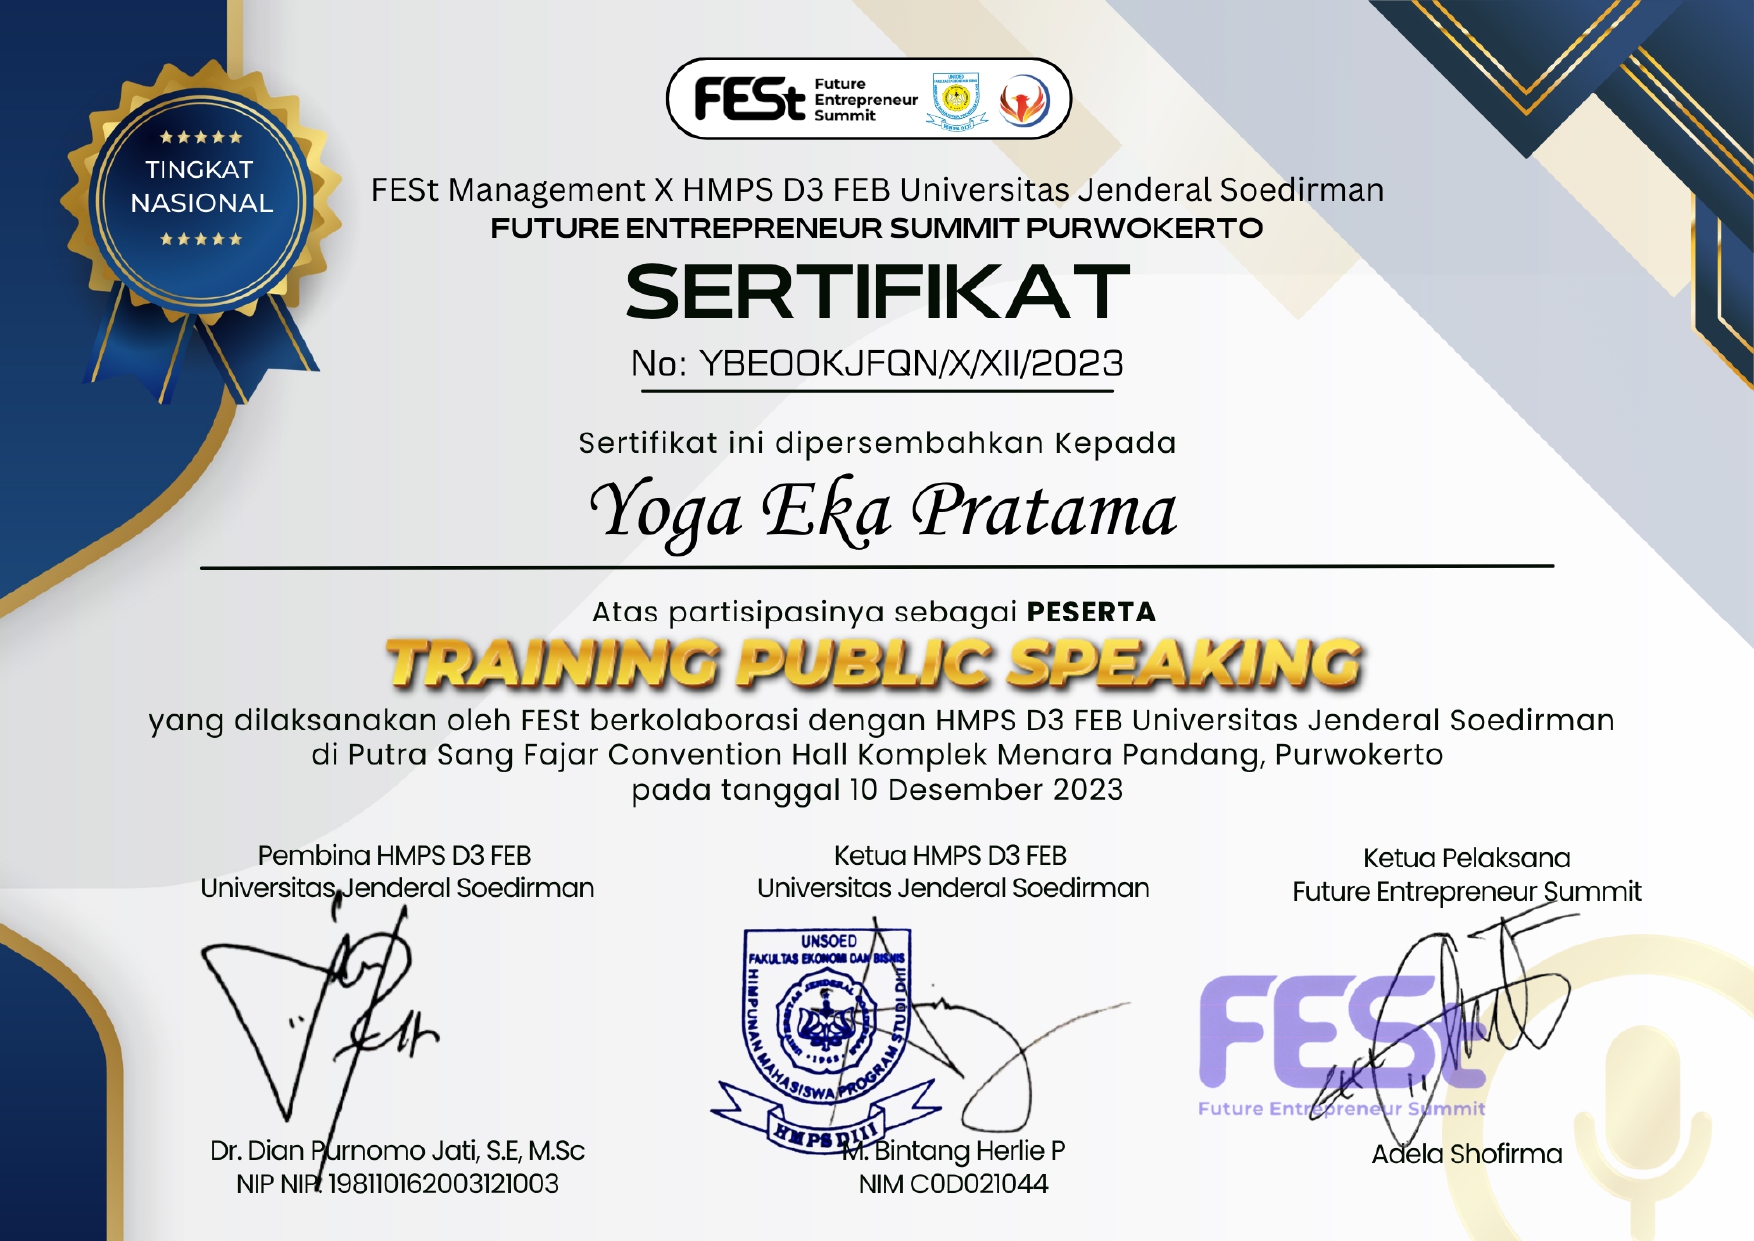 FESt Future
Entrepreneur
Summit
TINGKAT
NASIONAL
FESt Management X HMPS D3 FEB Universitas Jenderal Soedirman
FUTURE ENTREPRENEUR SUMMIT PURWOKERTO
SERTIFIKAT
No: YBEOOKJFQN/X/XII/2023
Sertifikat ini dipersembahkan Kepada
Yoga Eka Pratama
Atas partisipasinya sebagai PESERTA
TRAINING PUBLIC SPEAKING
yang dilaksanakan oleh FESt berkolaborasi dengan HMPS D3 FEB Universitas Jenderal Soedirman
di Putra Sang Fajar Convention Hall Komplek Menara Pandang, Purwokerto
pada tanggal 10 Desember 2023
Pembina HMPS D3 FEB
Universitas Jenderal Soedirman
Dr. Dian Purnomo Jati, S.E, M.Sc
NIP NIP. 198110162003121003
Ketua HMPS D3 FEB
Universitas Jenderal Soedirman
UNSOED
FAKULTAS EKONOMI DAN BISNIS
HIMPUNAN MAHASISWA PROGRAM STUDI DIII
HMPS DIII
M. Bintang Herlie P
NIM C0D021044
Ketua Pelaksana
Future Entrepreneur Summit
FESt
Future Entrepreneur Summit
Adela Shofirma